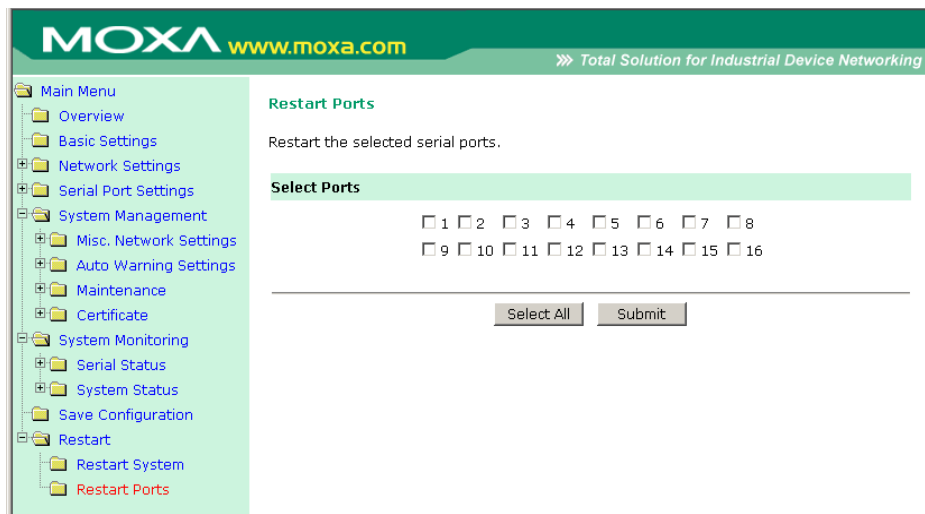 MOXA www.moxa.com
Total Solution for Industrial Device Networking
Main Menu
Overview
Basic Settings
Network Settings
Serial Port Settings
System Management
Misc. Network Settings
Auto Warning Settings
Maintenance
Certificate
System Monitoring
Serial Status
System Status
Save Configuration
Restart
Restart System
Restart Ports
Restart Ports
Restart the selected serial ports.
Select Ports
1 2 3 4 5 6 7 8
9 10 11 12 13 14 15 16
Select All Submit